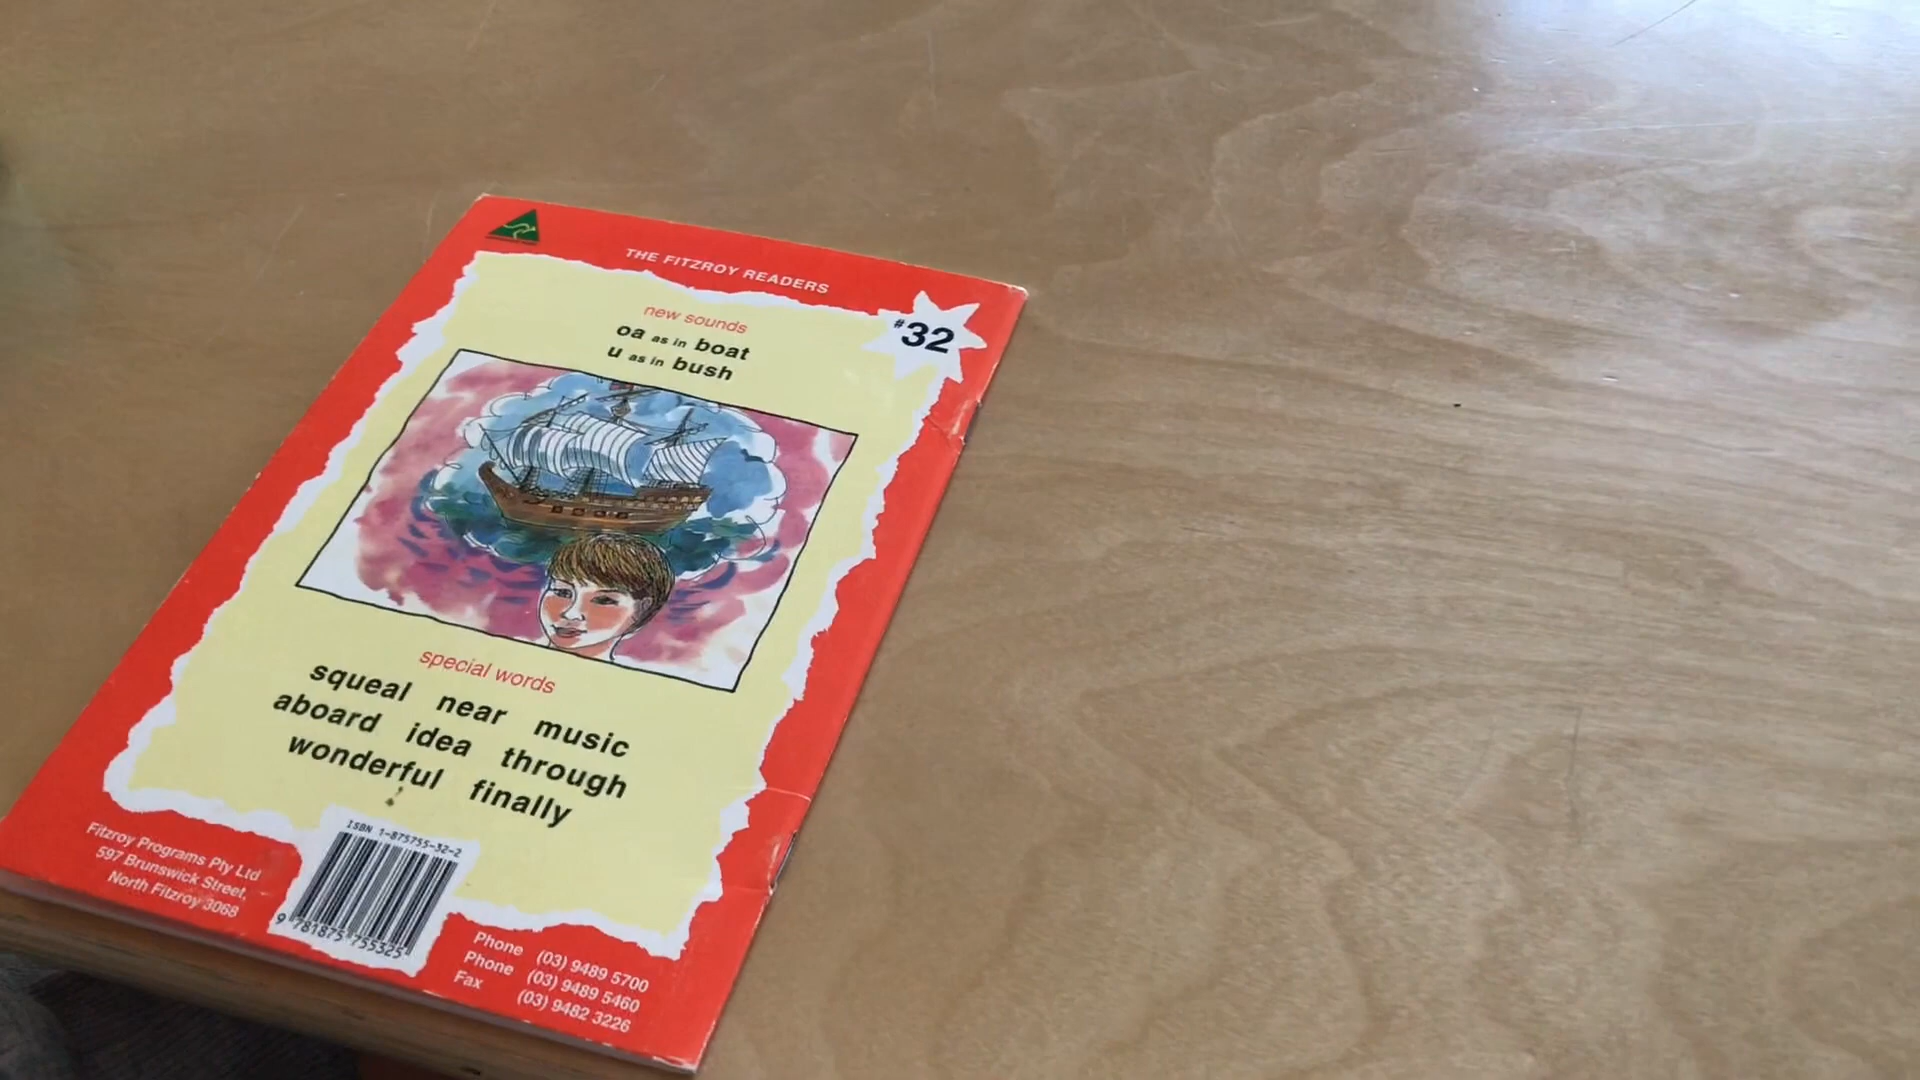 THE FITZROY READERS
#32
new sounds
oa as in boat
u as in bush
special words
squeal near music
aboard idea through
wonderful finally
ISBN 1-875755-32-2
9 781875 755325
Fitzroy Programs Pty Ltd
597 Brunswick Street,
North Fitzroy 3068
Phone (03) 9489 5700
Phone (03) 9489 5460
Fax (03) 9482 3226